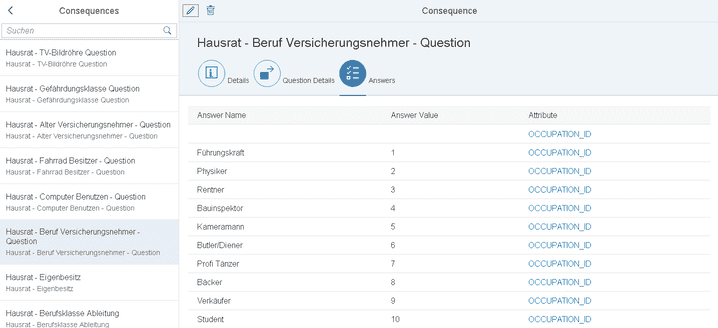 Consequences
Suchen
Hausrat - TV-Bildröhre Question
Hausrat - TV-Bildröhre Question
Hausrat - Gefährdungsklasse Question
Hausrat - Gefährdungsklasse Question
Hausrat - Alter Versicherungsnehmer - Question
Hausrat - Alter Versicherungsnehmer - Question
Hausrat - Fahrrad Besitzer - Question
Hausrat - Fahrrad Besitzer - Question
Hausrat - Computer Benutzen - Question
Hausrat - Computer Benutzen - Question
Hausrat - Beruf Versicherungsnehmer -
Question
Hausrat - Beruf Versicherungsnehmer - Question
Hausrat - Eigenbesitz
Hausrat - Eigenbesitz
Hausrat - Berufsklasse Ableitung
Hausrat - Berufsklasse Ableitung
Consequence
Hausrat - Beruf Versicherungsnehmer - Question
Details Question Details Answers
Answer Name Answer Value Attribute
OCCUPATION_ID
Führungskraft 1 OCCUPATION_ID
Physiker 2 OCCUPATION_ID
Rentner 3 OCCUPATION_ID
Bauinspektor 4 OCCUPATION_ID
Kameramann 5 OCCUPATION_ID
Butler/Diener 6 OCCUPATION_ID
Profi Tänzer 7 OCCUPATION_ID
Bäcker 8 OCCUPATION_ID
Verkäufer 9 OCCUPATION_ID
Student 10 OCCUPATION_ID